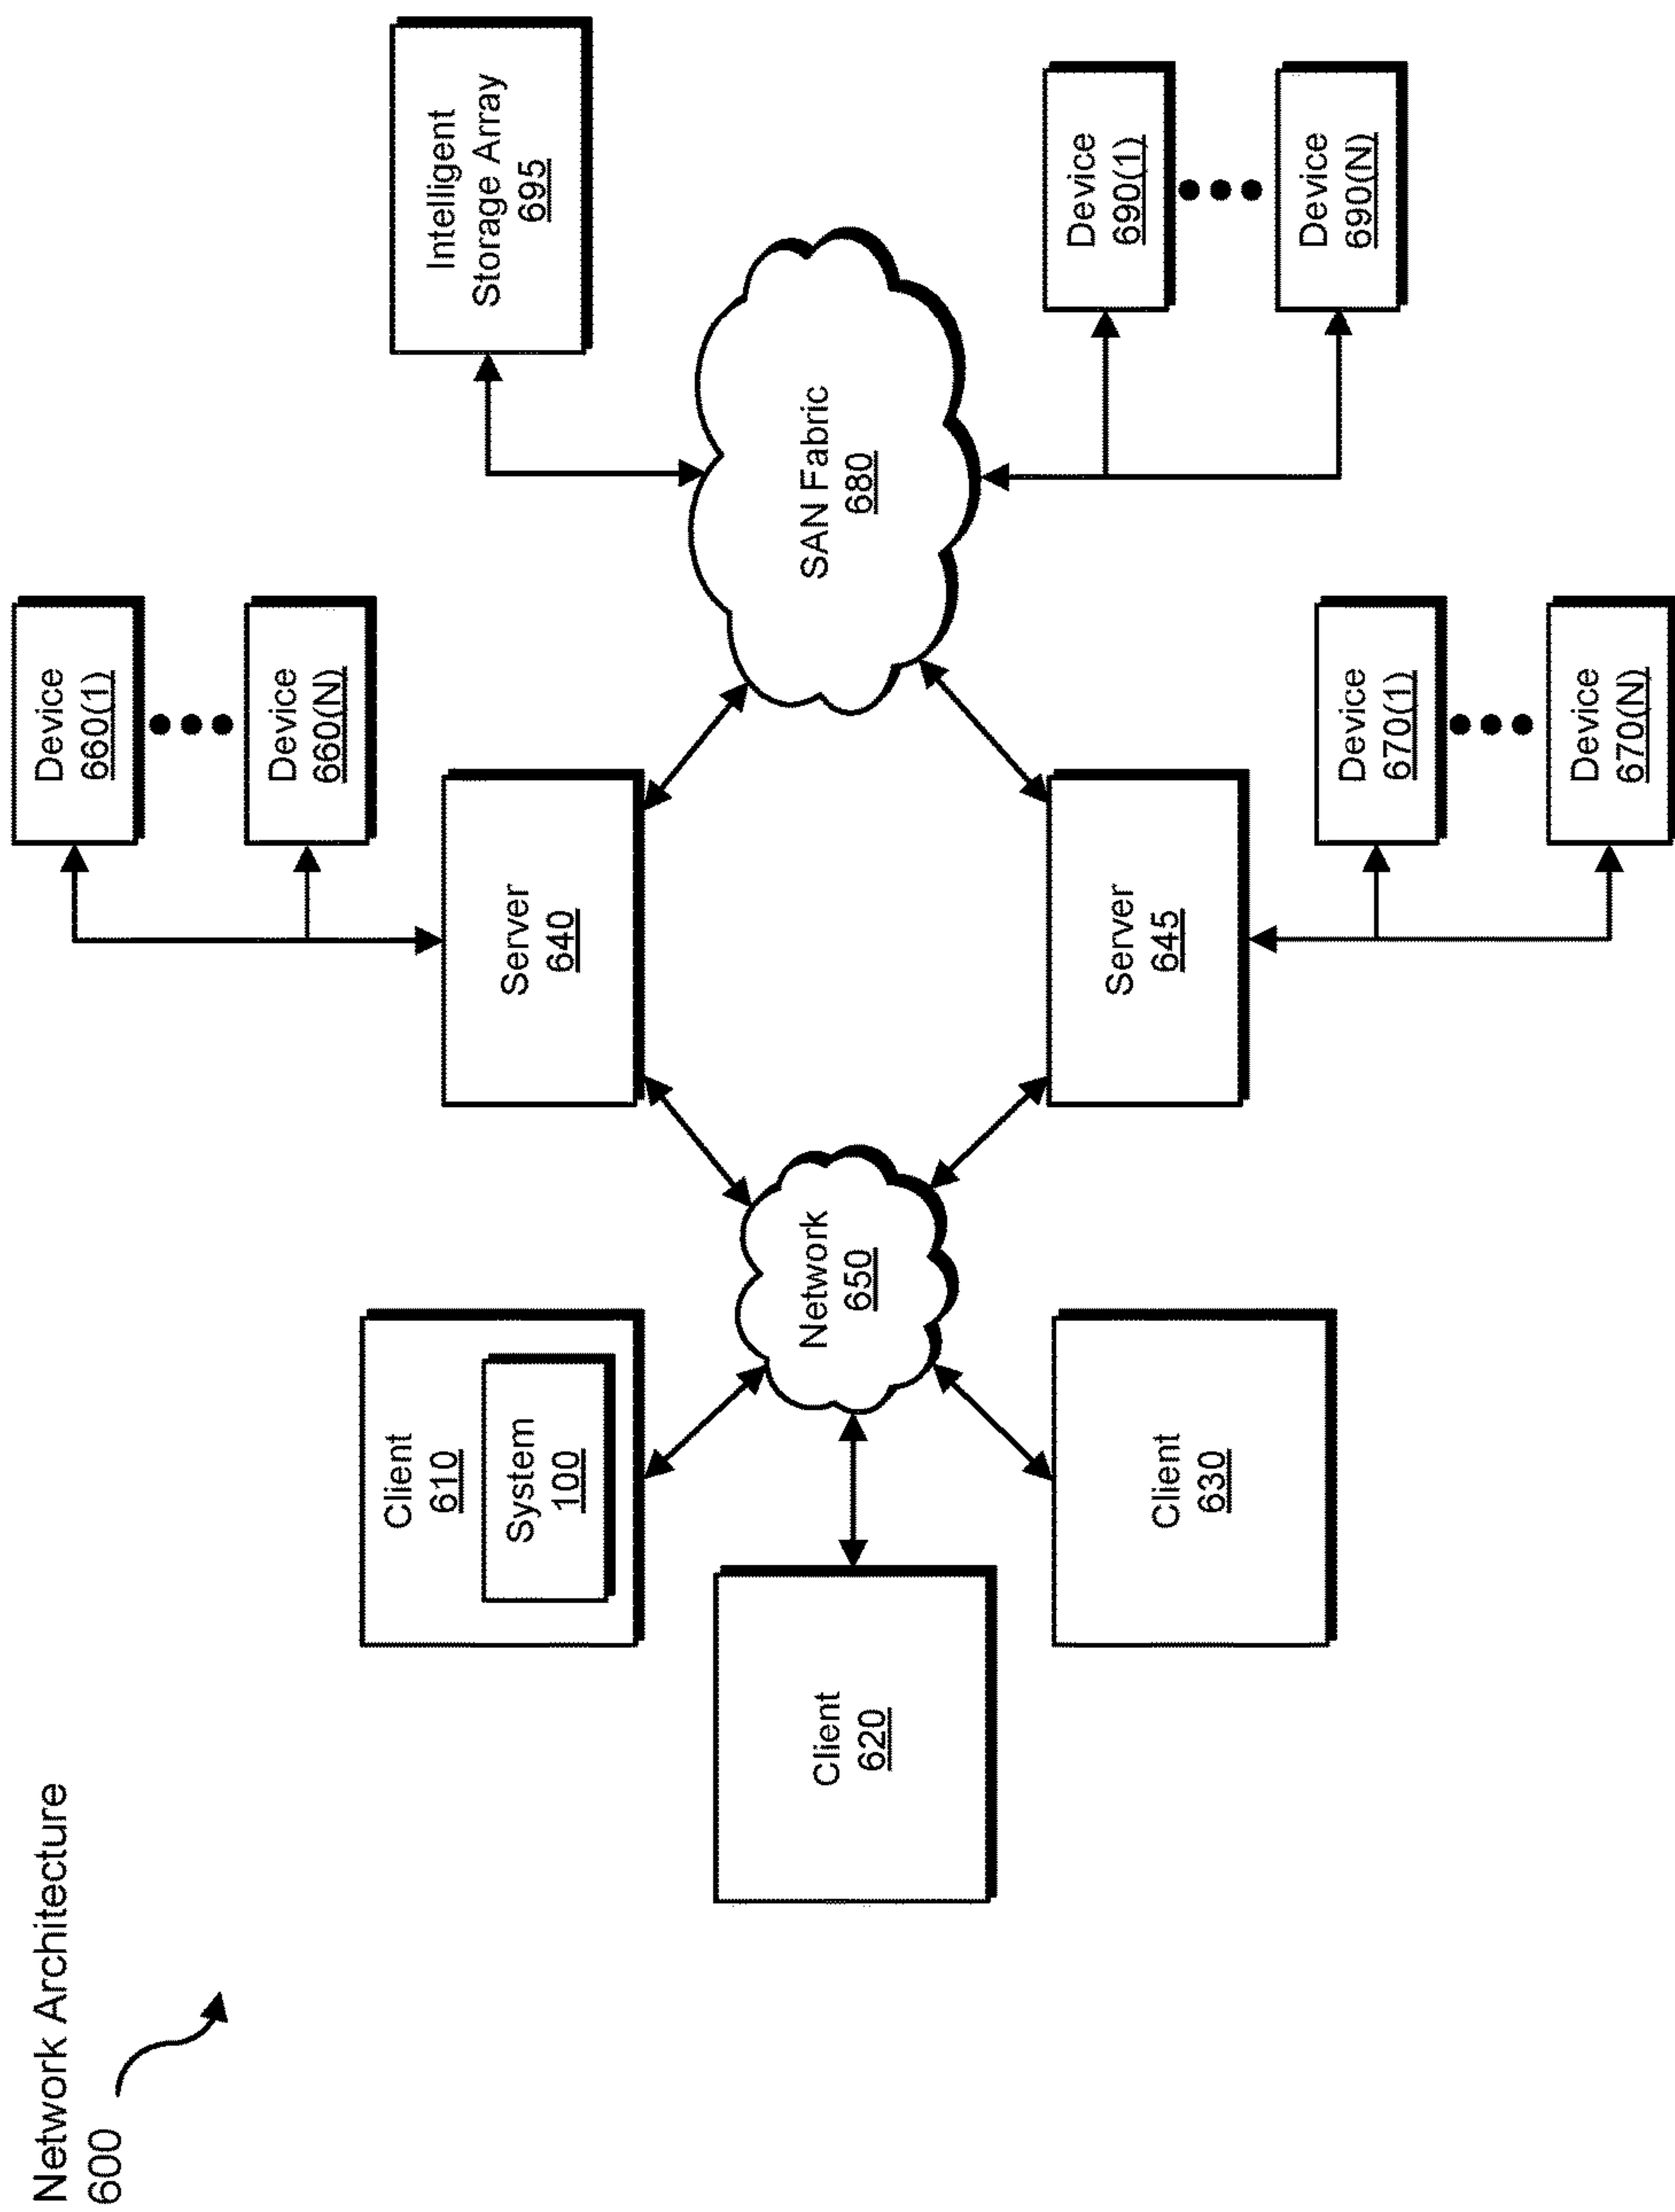 Network Architecture
600
Device
660(1)
Device
660(N)
Intelligent
Storage Array
695
Client
610
System
100
Server
640
Client
620
Network
650
SAN Fabric
680
Client
630
Server
645
Device
690(1)
Device
690(N)
Device
670(1)
Device
670(N)